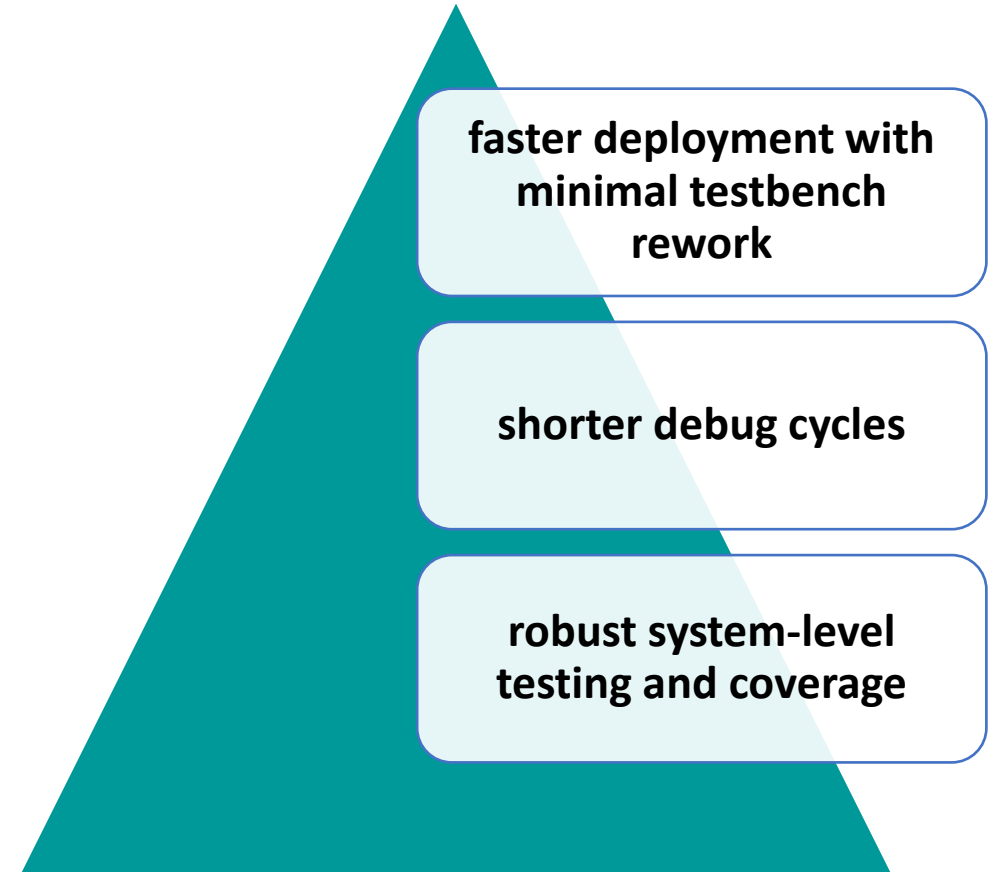 faster deployment with
minimal testbench
rework
shorter debug cycles
robust system-level
testing and coverage